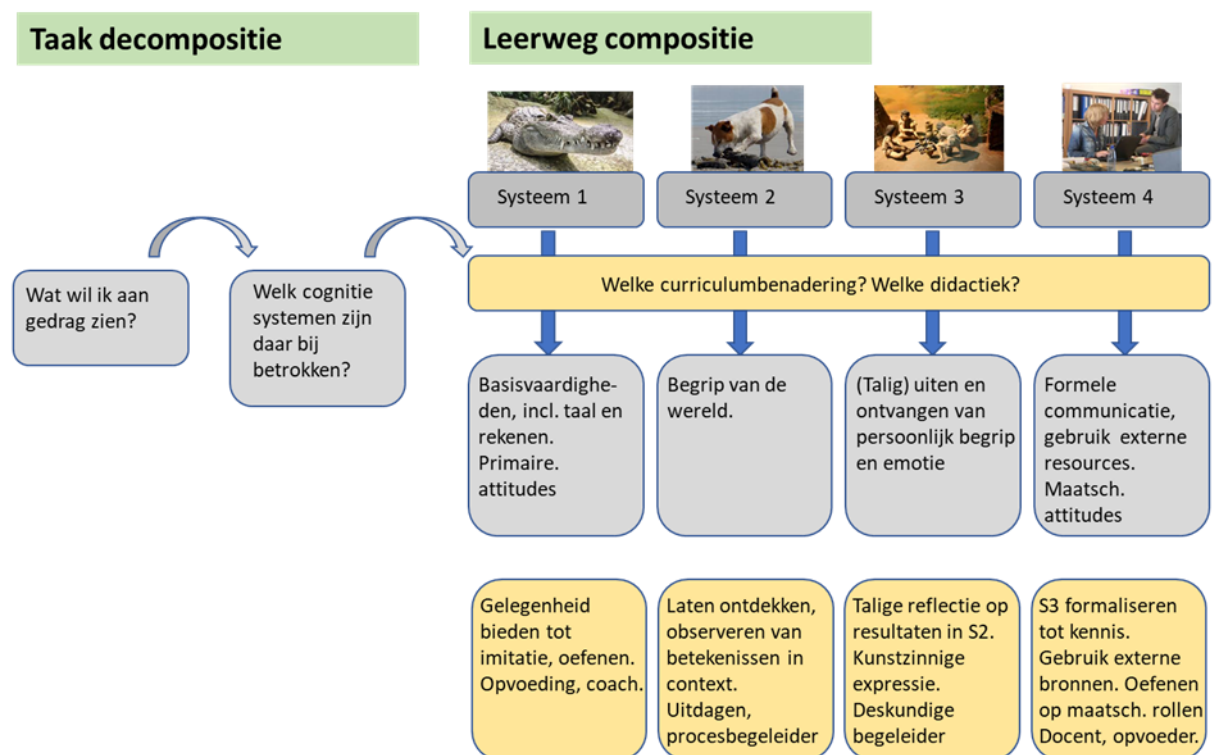 Taak decompositie
Leerweg compositie
Systeem 1
Systeem 2
Systeem 3
Systeem 4
Wat wil ik aan
gedrag zien?
Welk cognitie
systemen zijn
daar bij
betrokken?
Welke curriculumbenadering? Welke didactiek?
Basisvaardighe-
den, incl. taal en
rekenen.
Primaire.
attitudes
Begrip van de
wereld.
(Talig) uiten en
ontvangen van
persoonlijk begrip
en emotie
Formele
communicatie,
gebruik externe
resources.
Maatsch.
attitudes
Gelegenheid
bieden tot
imitatie, oefenen.
Opvoeding, coach.
Laten ontdekken,
observeren van
betekenissen in
context.
Uitdagen,
procesbegeleider
Talige reflectie op
resultaten in S2.
Kunstzinnige
expressie.
Deskundige
begeleider
S3 formaliseren
tot kennis.
Gebruik externe
bronnen. Oefenen
op maatsch. rollen
Docent, opvoeder.